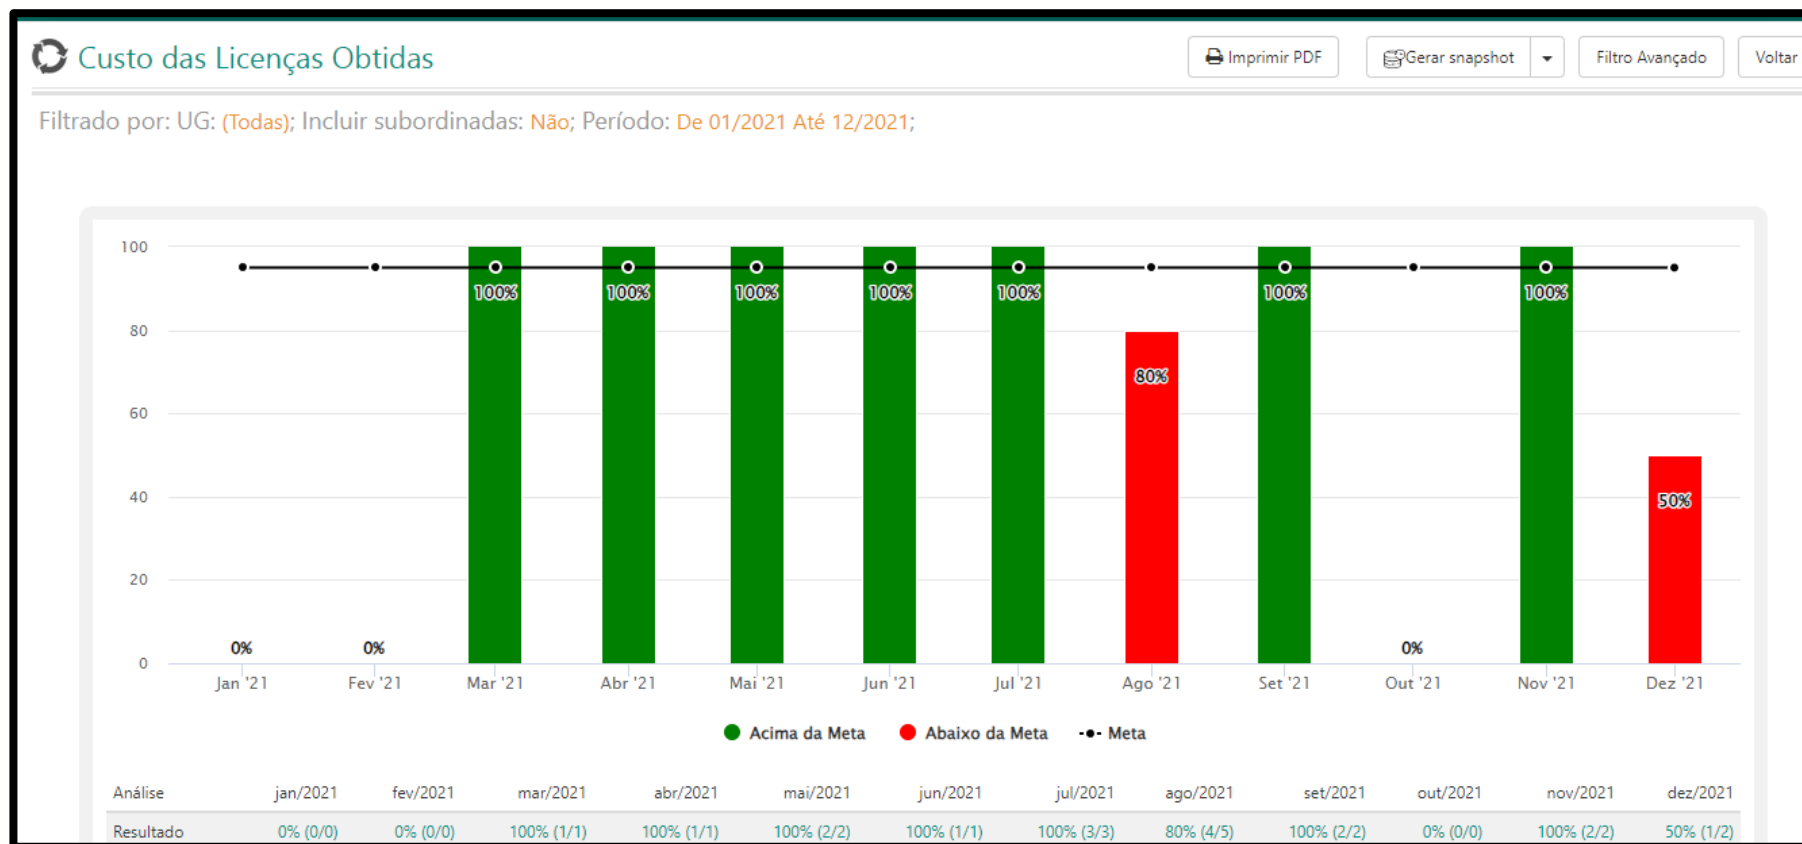 Custo das Licenças Obtidas
Imprimir PDF
Gerar snapshot
Filtro Avançado
Voltar
Filtrado por: UG: (Todas); Incluir subordinadas: Não; Período: De 01/2021 Até 12/2021;
100
80
60
40
20
0
0% 0% 100% 100% 100% 100% 100% 80% 100% 0% 100% 50%
Jan '21 Fev '21 Mar '21 Abr '21 Mai '21 Jun '21 Jul '21 Ago '21 Set '21 Out '21 Nov '21 Dez '21
Acima da Meta Abaixo da Meta Meta
Análise jan/2021 fev/2021 mar/2021 abr/2021 mai/2021 jun/2021 jul/2021 ago/2021 set/2021 out/2021 nov/2021 dez/2021
Resultado 0% (0/0) 0% (0/0) 100% (1/1) 100% (1/1) 100% (2/2) 100% (1/1) 100% (3/3) 80% (4/5) 100% (2/2) 0% (0/0) 100% (2/2) 50% (1/2)